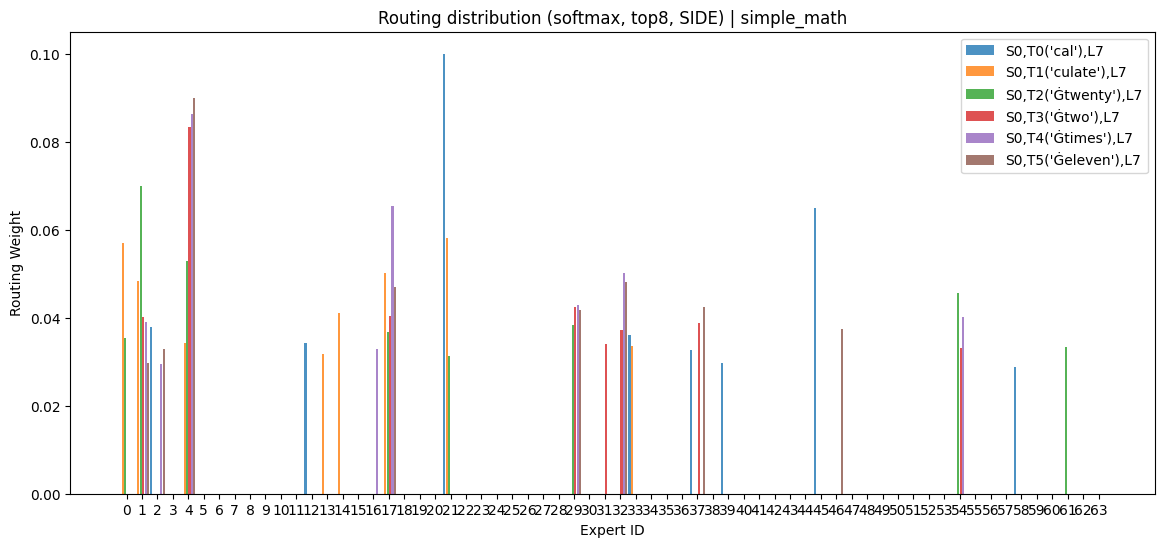 Routing distribution (softmax, top8, SIDE) | simple_math
S0,T0('cal'),L7
S0,T1('culate'),L7
S0,T2('Ġtwenty'),L7
S0,T3('Ġtwo'),L7
S0,T4('Ġtimes'),L7
S0,T5('Ġeleven'),L7
0.10
0.08
0.06
0.04
0.02
0.00
Routing Weight
0 1 2 3 4 5 6 7 8 9 10 11 12 13 14 15 16 17 18 19 20 21 22 23 24 25 26 27 28 29 30 31 32 33 34 35 36 37 38 39 40 41 42 43 44 45 46 47 48 49 50 51 52 53 54 55 56 57 58 59 60 61 62 63
Expert ID